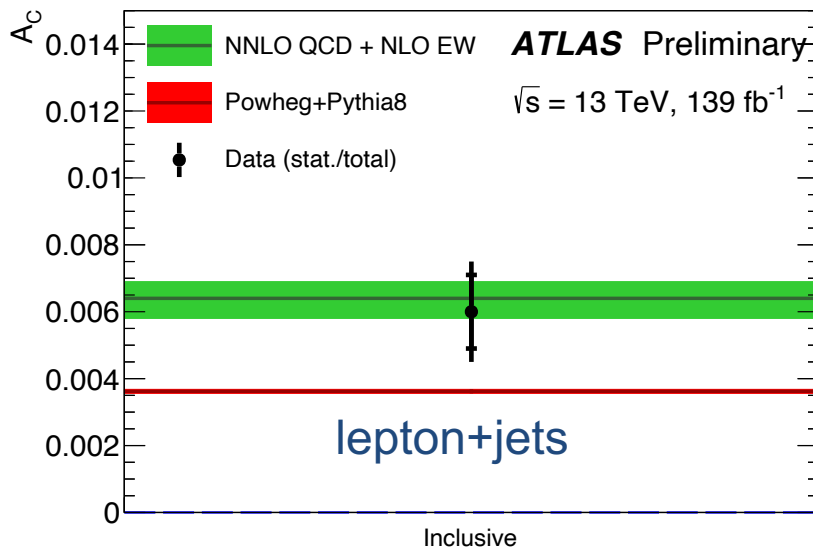 A_C
0.014
0.012
0.01
0.008
0.006
0.004
0.002
0
NNLO QCD + NLO EW
Powheg+Pythia8
Data (stat./total)
ATLAS Preliminary
√s = 13 TeV, 139 fb⁻¹
lepton+jets
Inclusive